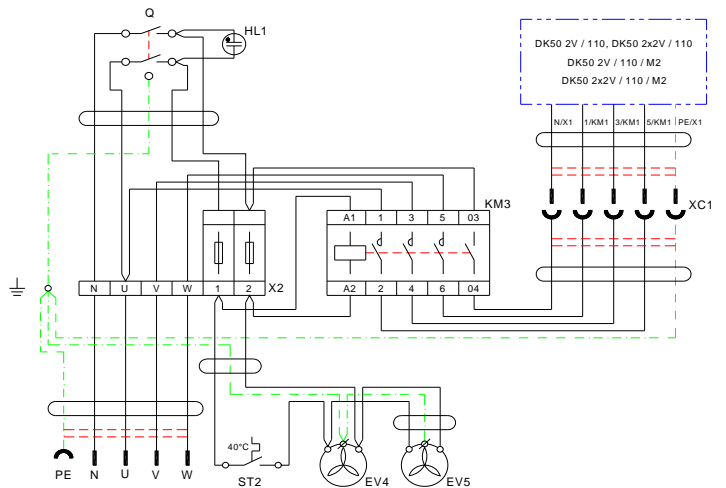 Q
HL1
DK50 2V / 110, DK50 2x2V / 110
DK50 2V / 110 / M2
DK50 2x2V / 110 / M2
N/X1 1/KM1 3/KM1 5/KM1 PE/X1
XC1
KM3
A1 1 3 5 03
A2 2 4 6 04
N U V W 1 2 X2
40°C
ST2
EV4
EV5
PE N U V W